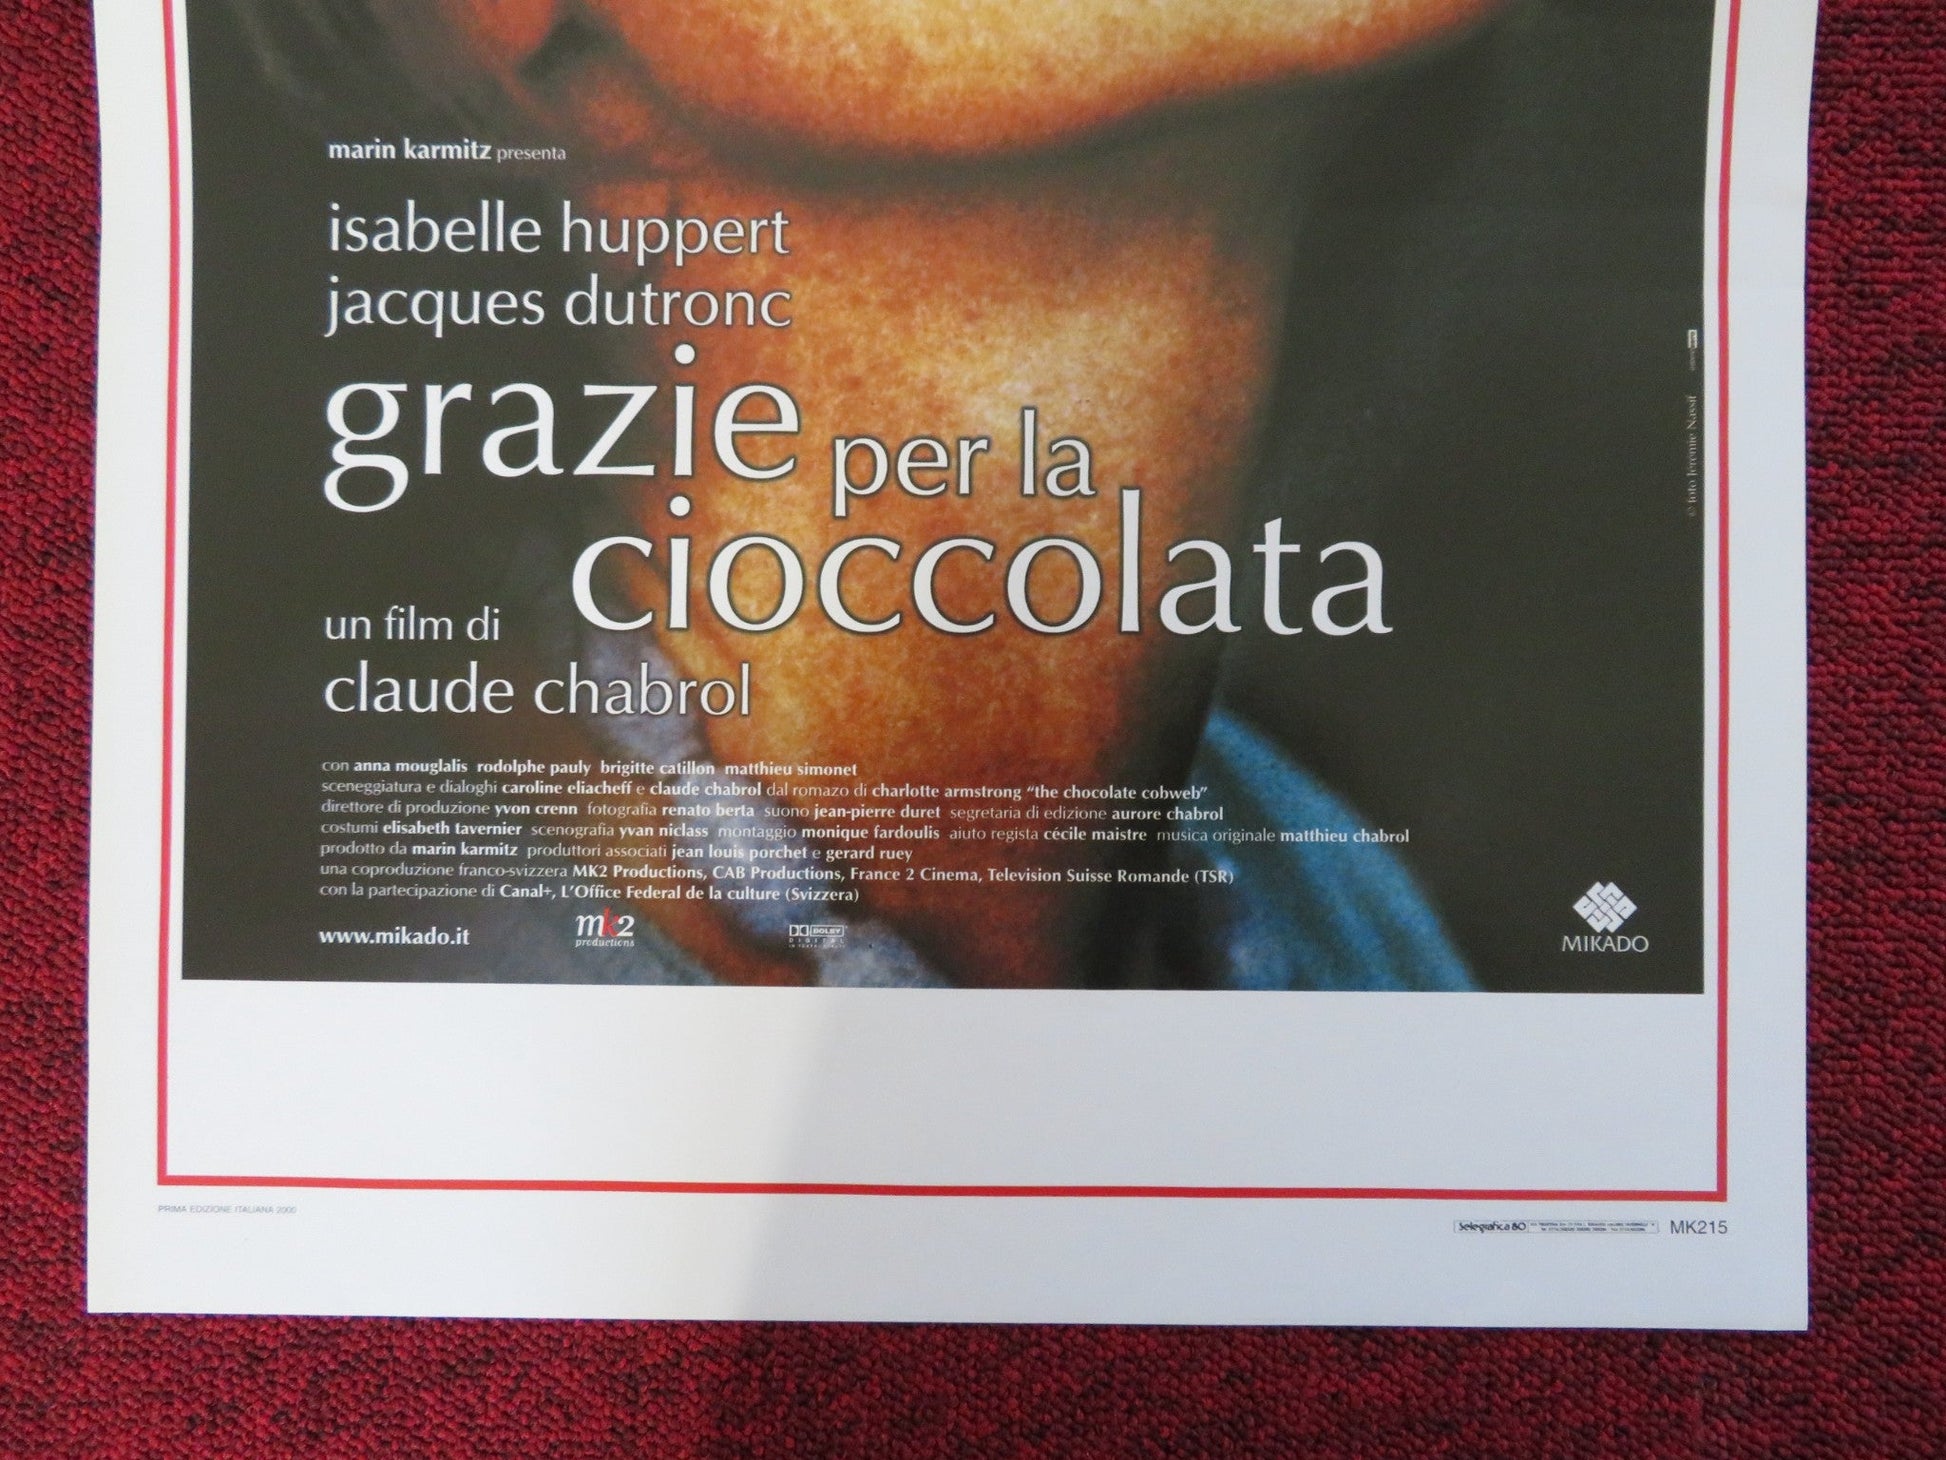 marin karmitz presenta
isabelle huppert
jacques dutronc
grazie per la
cioccolata
un film di
claude chabrol
con anna mouglalis rodolphe pauly brigitte catillon matthieu simonet
sceneggiatura e dialoghi caroline eliacheff e claude chabrol dal romazo di charlotte armstrong “the chocolate cobweb”
direttore di produzione yvon crenn fotografia renato berta suono jean-pierre duret segretaria di edizione aurore chabrol
costumi elisabeth tavernier scenografia yvan niclass montaggio monique fardoulis aiuto regista cécile maistre musica originale matthieu chabrol
prodotto da marin karmitz produttori associati jean louis porchet e gerard ruey
una coproduzione franco-svizzera MK2 Productions, CAB Productions, France 2 Cinema, Television Suisse Romande (TSR)
con la partecipazione di Canal+, L'Office Federal de la culture (Svizzera)
www.mikado.it
mk2
productions
DOLBY
DIGITAL
MIKADO
© foto Jeremie Nassif
PRIMA EDIZIONE ITALIANA 2000
Selegrafica 80
MK215